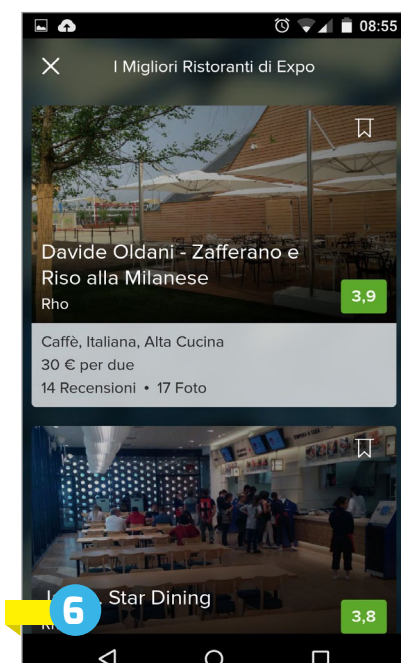 08:55
I Migliori Ristoranti di Expo
Davide Oldani - Zafferano e
Riso alla Milanese
Rho
3,9
Caffè, Italiana, Alta Cucina
30 € per due
14 Recensioni • 17 Foto
Star Dining
3,8
6